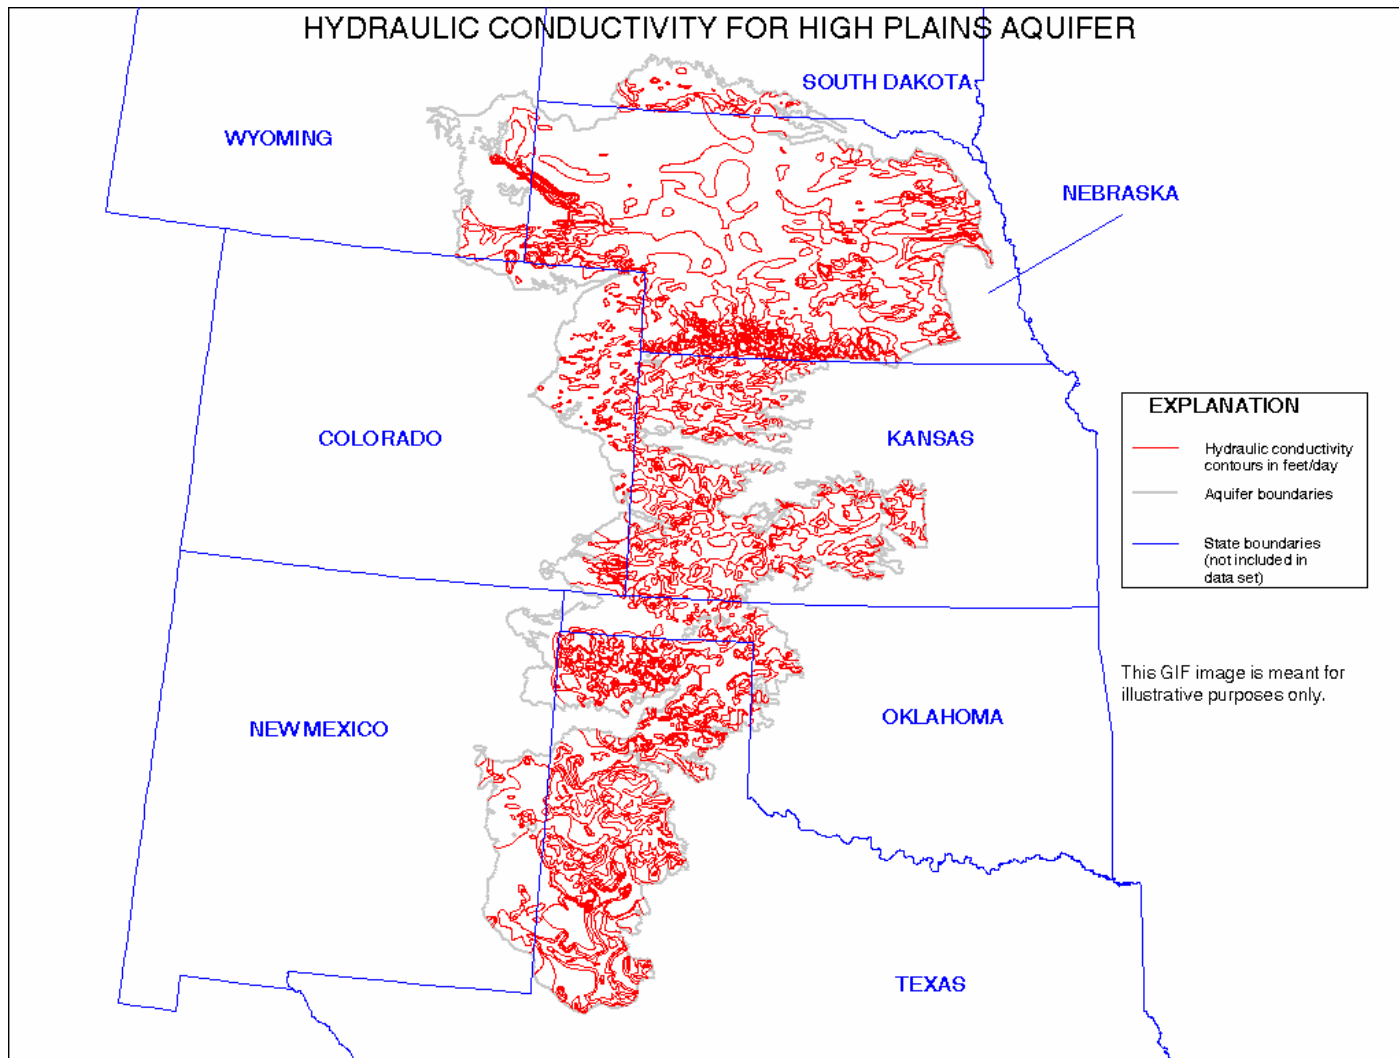 HYDRAULIC CONDUCTIVITY FOR HIGH PLAINS AQUIFER
SOUTH DAKOTA
WYOMING
NEBRASKA
EXPLANATION
Hydraulic conductivity
contours in feet/day
Aquifer boundaries
State boundaries
(not included in
data set)
COLORADO
KANSAS
This GIF image is meant for
illustrative purposes only.
NEW MEXICO
OKLAHOMA
TEXAS